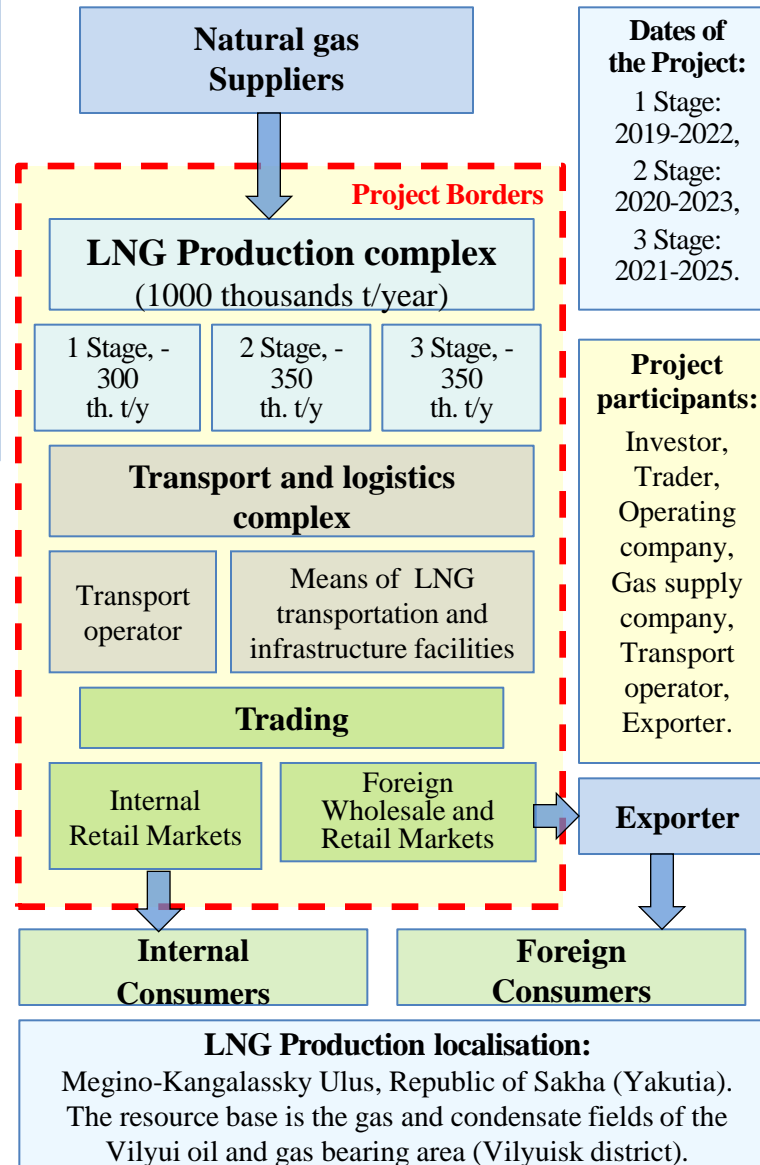 Natural gas
Suppliers
Dates of
the Project:
1 Stage:
2019-2022,
2 Stage:
2020-2023,
3 Stage:
2021-2025.
Project Borders
LNG Production complex
(1000 thousands t/year)
1 Stage, -
300
th. t/y
2 Stage, -
350
th. t/y
3 Stage, -
350
th. t/y
Project
participants:
Investor,
Trader,
Operating
company,
Gas supply
company,
Transport
operator,
Exporter.
Transport and logistics
complex
Transport
operator
Means of LNG
transportation and
infrastructure facilities
Trading
Internal
Retail Markets
Foreign
Wholesale and
Retail Markets
Exporter
Internal
Consumers
Foreign
Consumers
LNG Production localisation:
Megino-Kangalassky Ulus, Republic of Sakha (Yakutia).
The resource base is the gas and condensate fields of the
Vilyui oil and gas bearing area (Vilyuisk district).